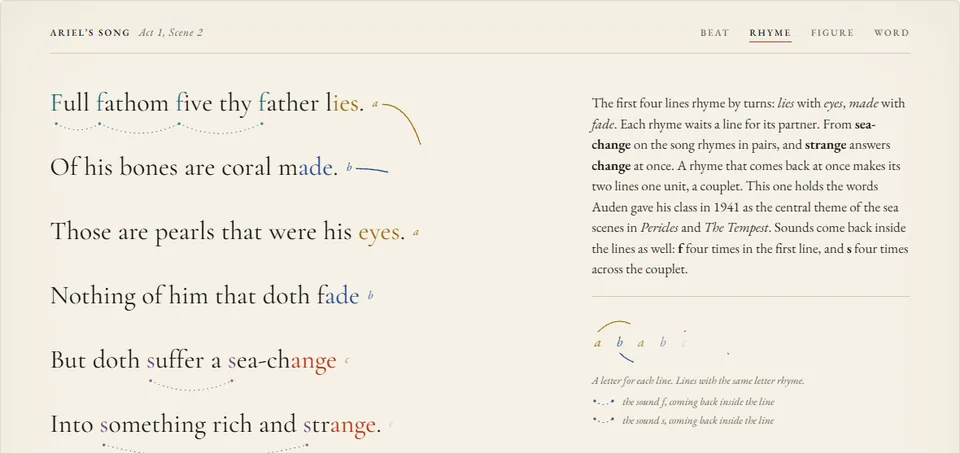 ARIEL'S SONG Act 1, Scene 2
BEAT RHYME FIGURE WORD
Full fathom five thy father lies. a
Of his bones are coral made. b
Those are pearls that were his eyes. a
Nothing of him that doth fade b
But doth suffer a sea-change c
Into something rich and strange. c
The first four lines rhyme by turns: lies with eyes, made with
fade. Each rhyme waits a line for its partner. From sea-
change on the song rhymes in pairs, and strange answers
change at once. A rhyme that comes back at once makes its
two lines one unit, a couplet. This one holds the words
Auden gave his class in 1941 as the central theme of the sea
scenes in Pericles and The Tempest. Sounds come back inside
the lines as well: f four times in the first line, and s four times
across the couplet.
a b a b c
A letter for each line. Lines with the same letter rhyme.
the sound f, coming back inside the line
the sound s, coming back inside the line